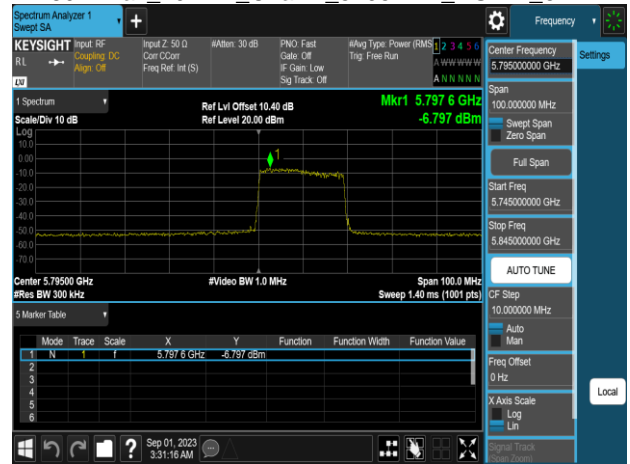 Spectrum Analyzer 1
Swept SA
+
Frequency
KEYSIGHT
RL
LXI
Input: RF
Coupling: DC
Align: Off
Input Z: 50 Ω
Corr CCorr
Freq Ref: Int (S)
#Atten: 30 dB
PNO: Fast
Gate: Off
IF Gain: Low
Sig Track: Off
#Avg Type: Power (RMS
Trig: Free Run
1 2 3 4 5 6
A W W W W W
A N N N N N
1 Spectrum
Scale/Div 10 dB
Ref Lvl Offset 10.40 dB
Ref Level 20.00 dBm
Mkr1 5.797 6 GHz
-6.797 dBm
Log
10.0
0.00
-10.0
-20.0
-30.0
-40.0
-50.0
-60.0
-70.0
1
Center 5.79500 GHz
#Res BW 300 kHz
#Video BW 1.0 MHz
Span 100.0 MHz
Sweep 1.40 ms (1001 pts)
5 Marker Table
Mode Trace Scale X Y Function Function Width Function Value
1 N 1 f 5.797 6 GHz -6.797 dBm
2
3
4
5
6
Center Frequency
5.795000000 GHz
Span
100.000000 MHz
Swept Span
Zero Span
Full Span
Start Freq
5.745000000 GHz
Stop Freq
5.845000000 GHz
AUTO TUNE
CF Step
10.000000 MHz
Auto
Man
Freq Offset
0 Hz
X Axis Scale
Log
Lin
Signal Track
(Span Zoom)
Settings
Local
?
Sep 01, 2023
3:31:16 AM